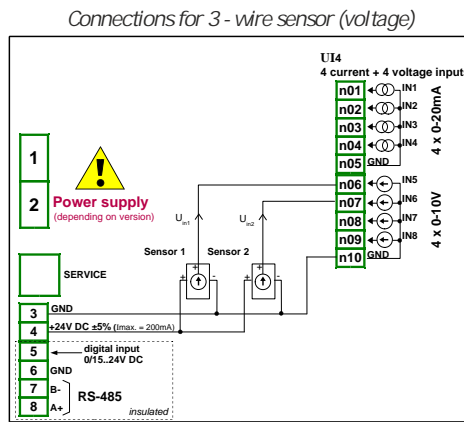 Connections for 3 - wire sensor (voltage)
UI4
4 current + 4 voltage inputs
n01 IN1
n02 IN2
n03 IN3
n04 IN4
n05 GND
4 x 0-20mA
n06 IN5
n07 IN6
n08 IN7
n09 IN8
n10 GND
4 x 0-10V
1
2
Power supply
(depending on version)
Uin1
Uin2
Sensor 1
Sensor 2
+ + -
+ + -
SERVICE
3 GND
4 +24V DC ±5% (Imax. = 200mA)
5 digital input
0/15..24V DC
6 GND
7 B-
8 A+
RS-485
insulated